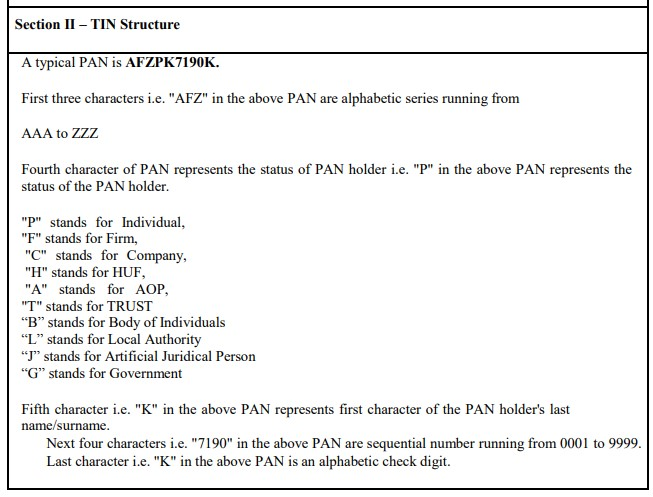 Section II – TIN Structure
A typical PAN is AFZPK7190K.
First three characters i.e. "AFZ" in the above PAN are alphabetic series running from
AAA to ZZZ
Fourth character of PAN represents the status of PAN holder i.e. "P" in the above PAN represents the
status of the PAN holder.
"P" stands for Individual,
"F" stands for Firm,
"C" stands for Company,
"H" stands for HUF,
"A" stands for AOP,
"T" stands for TRUST
“B” stands for Body of Individuals
“L” stands for Local Authority
“J” stands for Artificial Juridical Person
“G” stands for Government
Fifth character i.e. "K" in the above PAN represents first character of the PAN holder's last
name/surname.
Next four characters i.e. "7190" in the above PAN are sequential number running from 0001 to 9999.
Last character i.e. "K" in the above PAN is an alphabetic check digit.